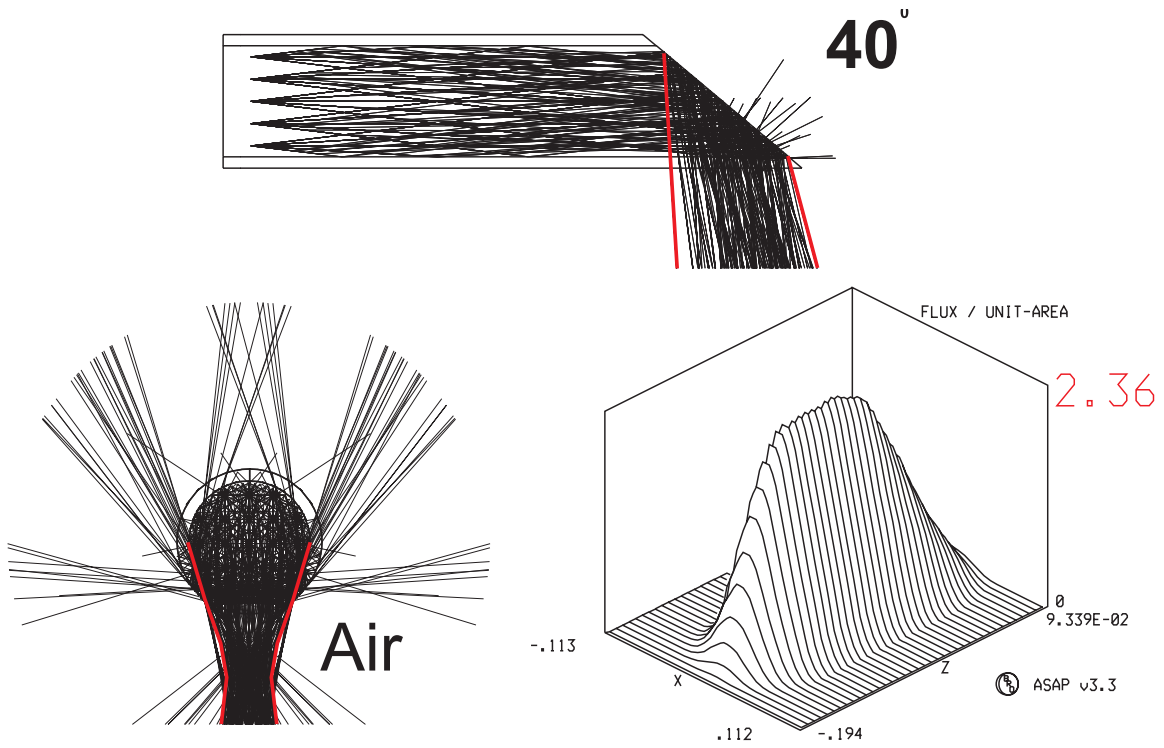 40°
FLUX / UNIT-AREA
2.36
Air
0
9.339E-02
-.113
X
Z
ASAP v3.3
.112
-.194